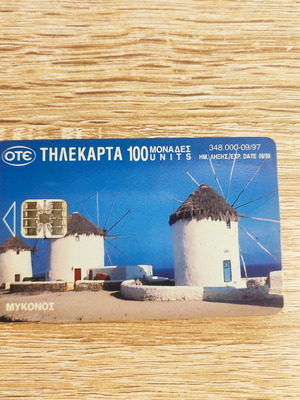 OTE ΤΗΛΕΚΑΡΤΑ 100 ΜΟΝΑΔΕΣ UNITS
348.000-09/97
ΗΜ. ΛΗΞΗΣ/EXP. DATE 09/99
ΜΥΚΟΝΟΣ